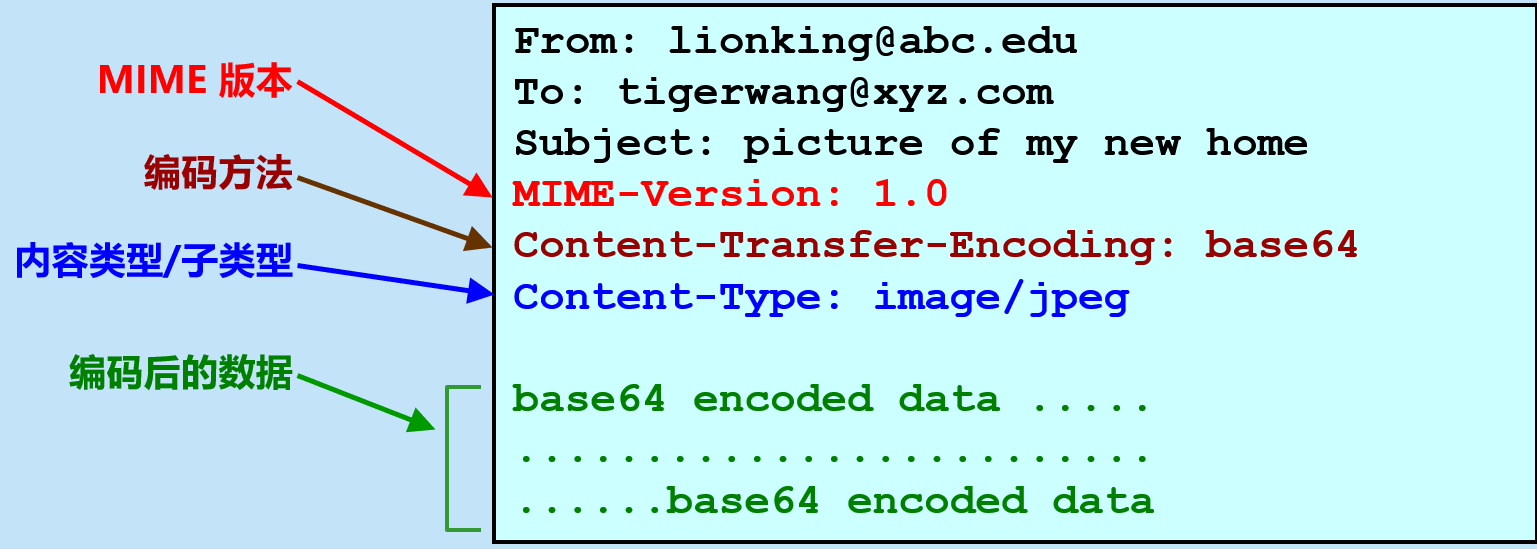 MIME 版本
编码方法
内容类型/子类型
编码后的数据
From: lionking@abc.edu
To: tigerwang@xyz.com
Subject: picture of my new home
MIME-Version: 1.0
Content-Transfer-Encoding: base64
Content-Type: image/jpeg
base64 encoded data .....
.........................
......base64 encoded data